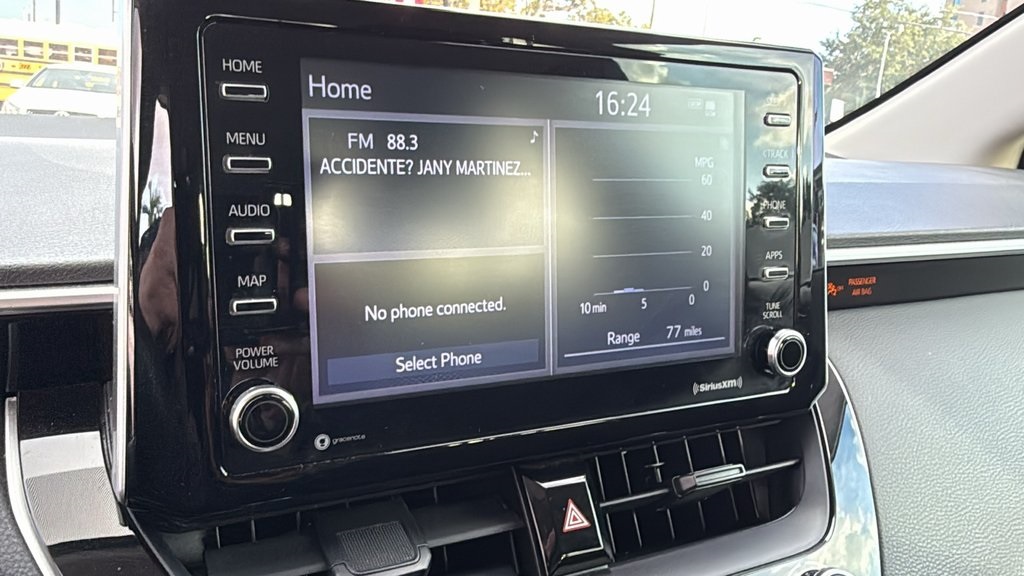 HOME
MENU
AUDIO
MAP
POWER
VOLUME
Home
16:24
FM 88.3
ACCIDENTE? JANY MARTINEZ...
No phone connected.
Select Phone
MPG
60
40
20
0
10 min 5 0
Range 77 miles
TRACK
PHONE
APPS
TUNE
SCROLL
SiriusXM
gracenote
PASSENGER
AIR BAG